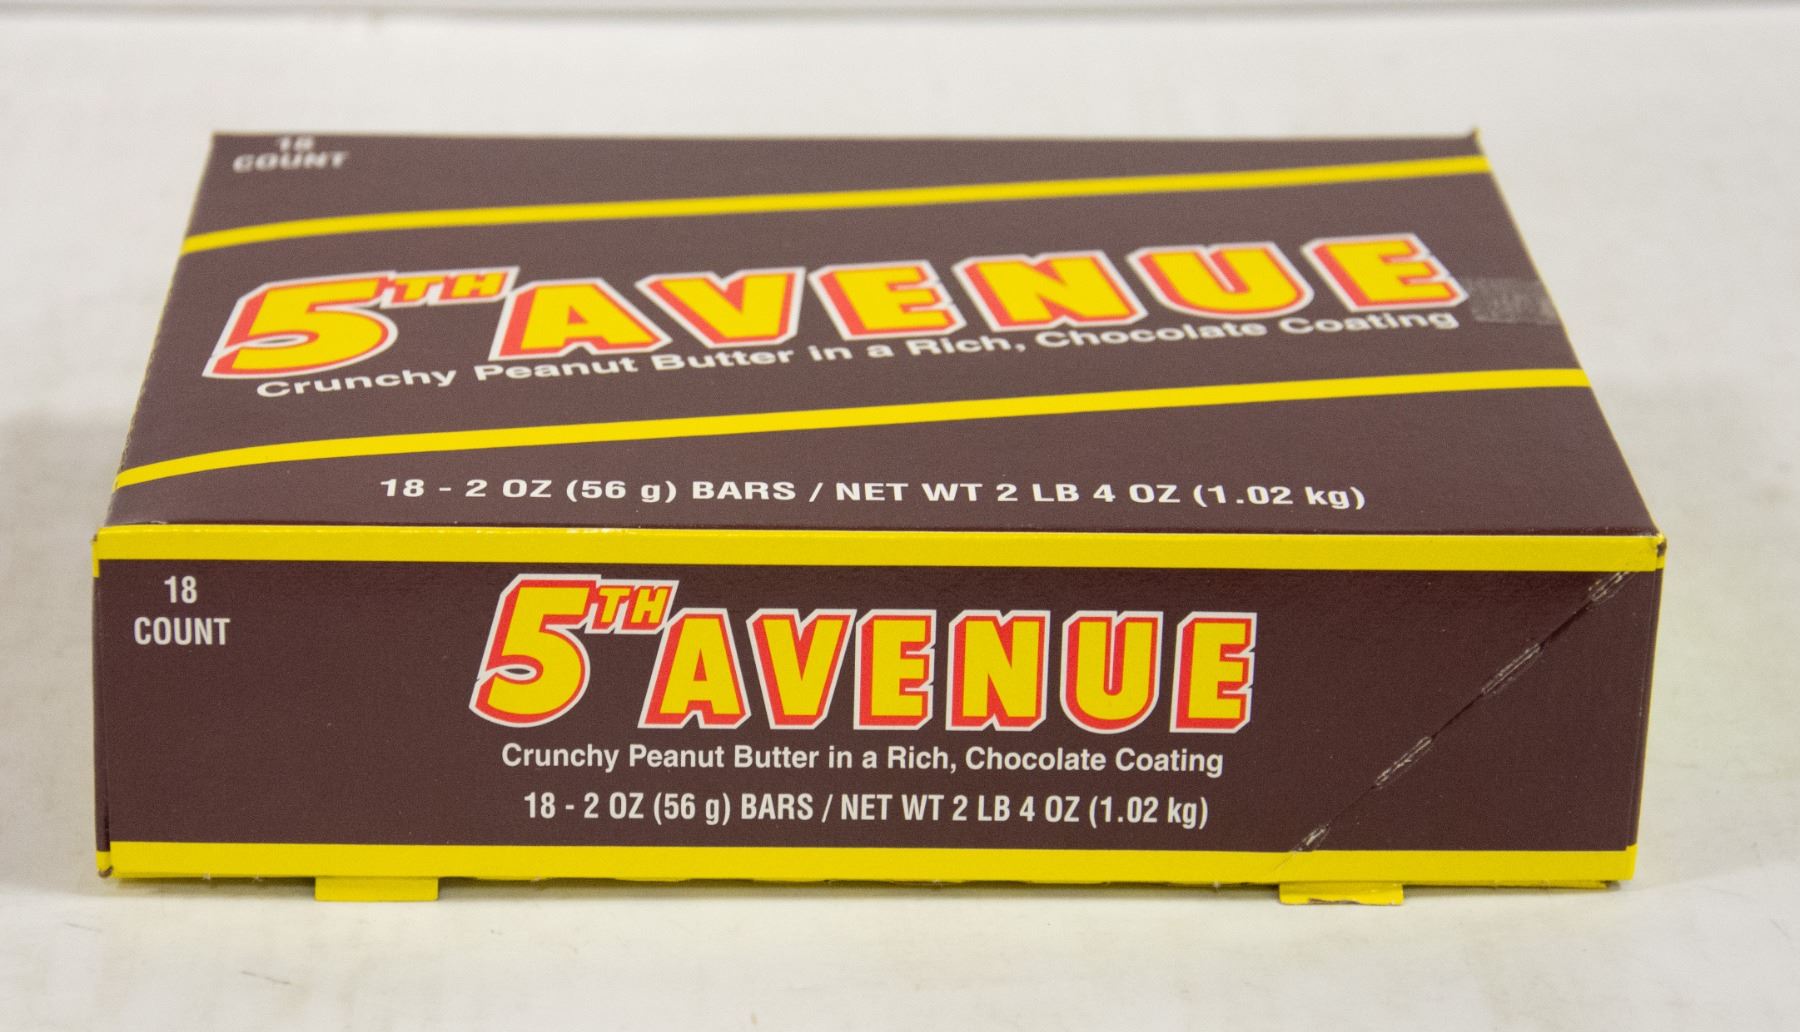 18
COUNT
5TH AVENUE
Crunchy Peanut Butter in a Rich, Chocolate Coating
18 - 2 OZ (56 g) BARS / NET WT 2 LB 4 OZ (1.02 kg)
18
COUNT
5TH AVENUE
Crunchy Peanut Butter in a Rich, Chocolate Coating
18 - 2 OZ (56 g) BARS / NET WT 2 LB 4 OZ (1.02 kg)